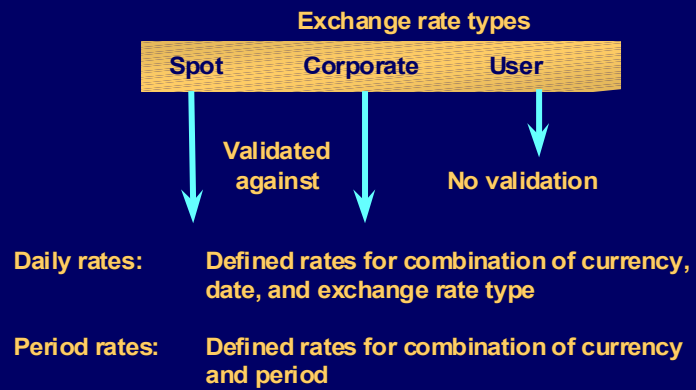 Exchange rate types
Spot Corporate User
Validated
against
No validation
Daily rates: Defined rates for combination of currency,
date, and exchange rate type
Period rates: Defined rates for combination of currency
and period